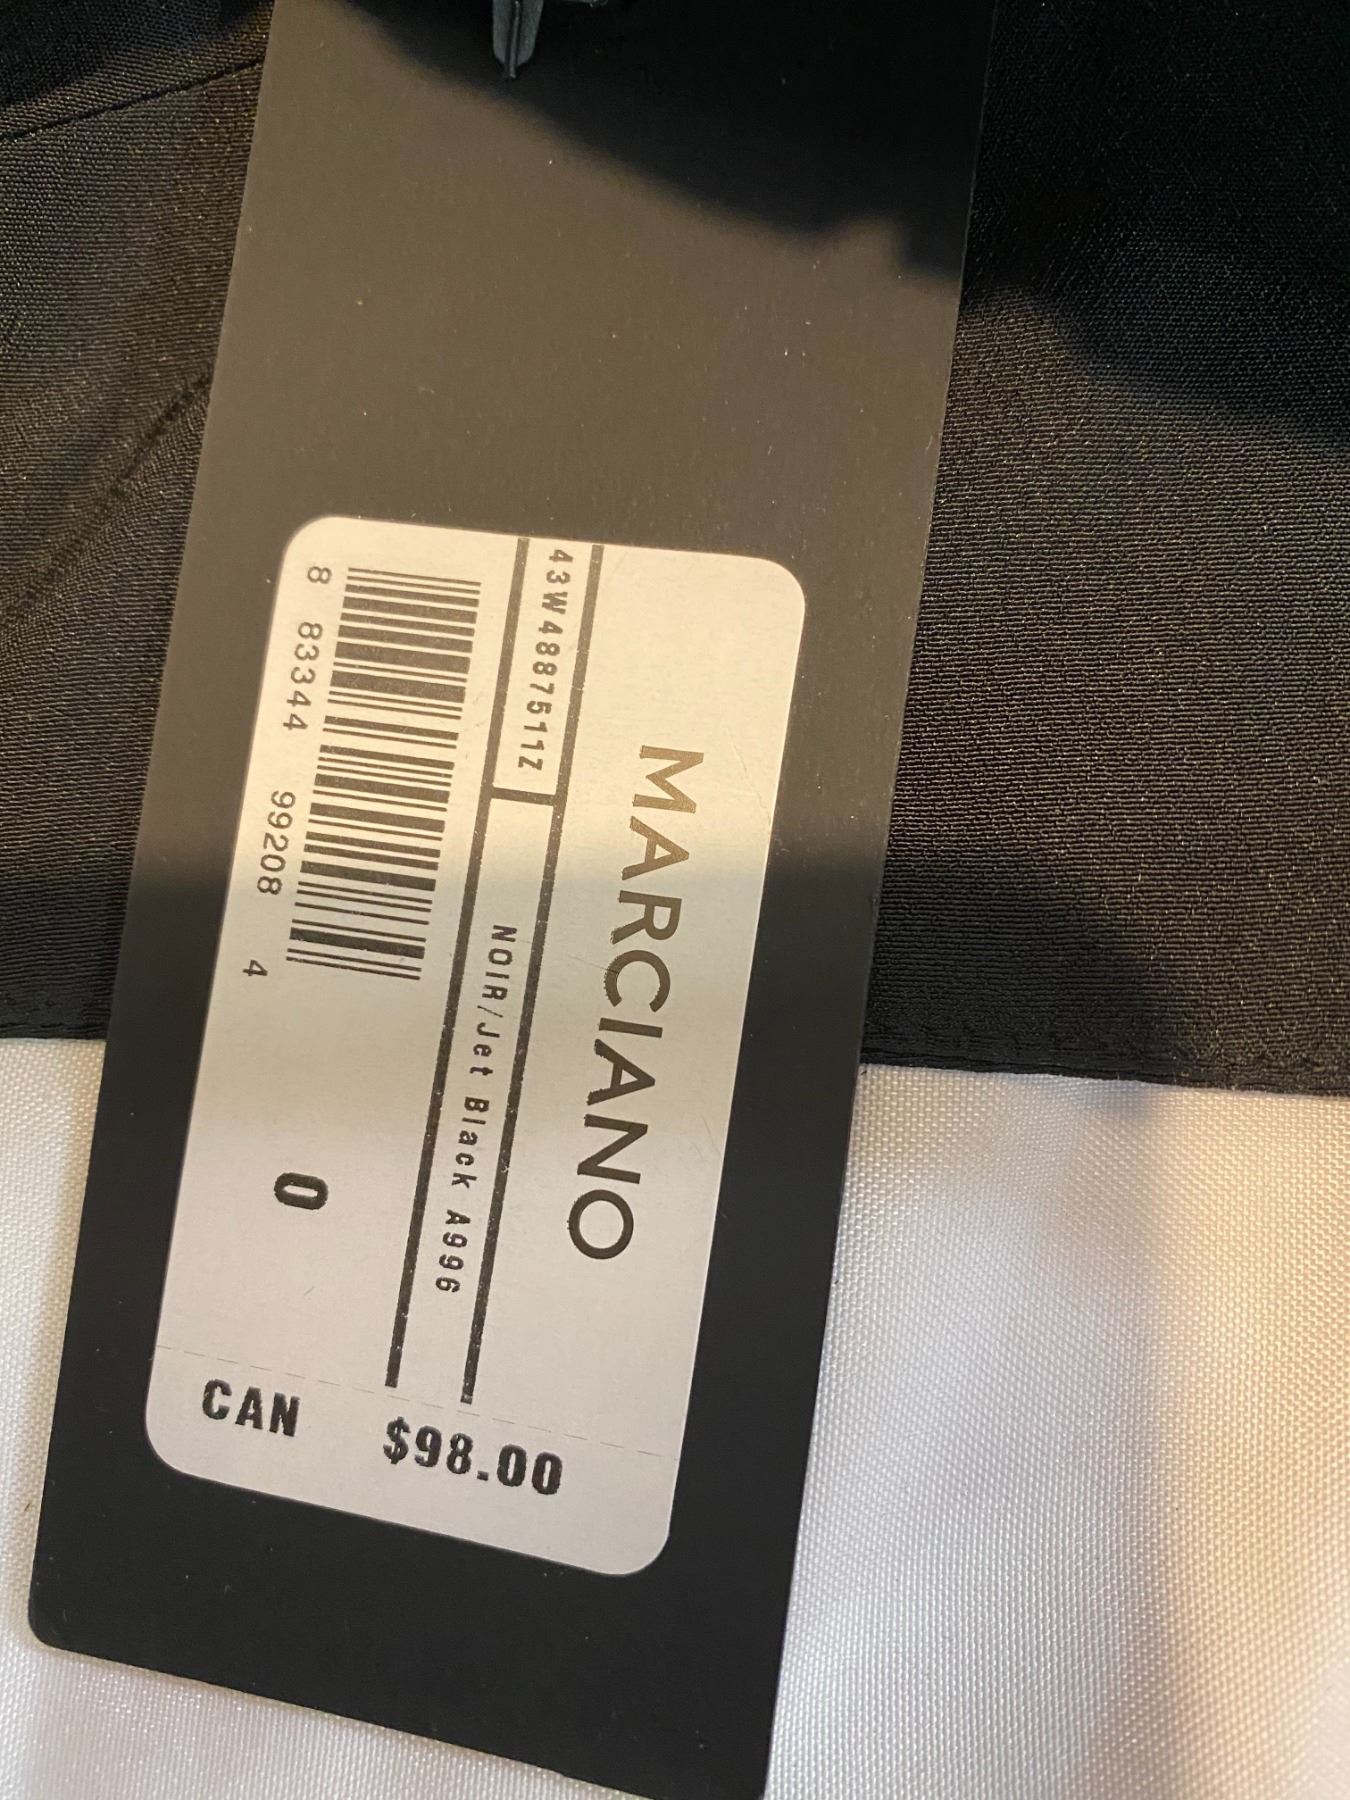 MARCIANO
43W4887511Z
NOIR/Jet Black A996
8 83344 99208 4
0
CAN $98.00